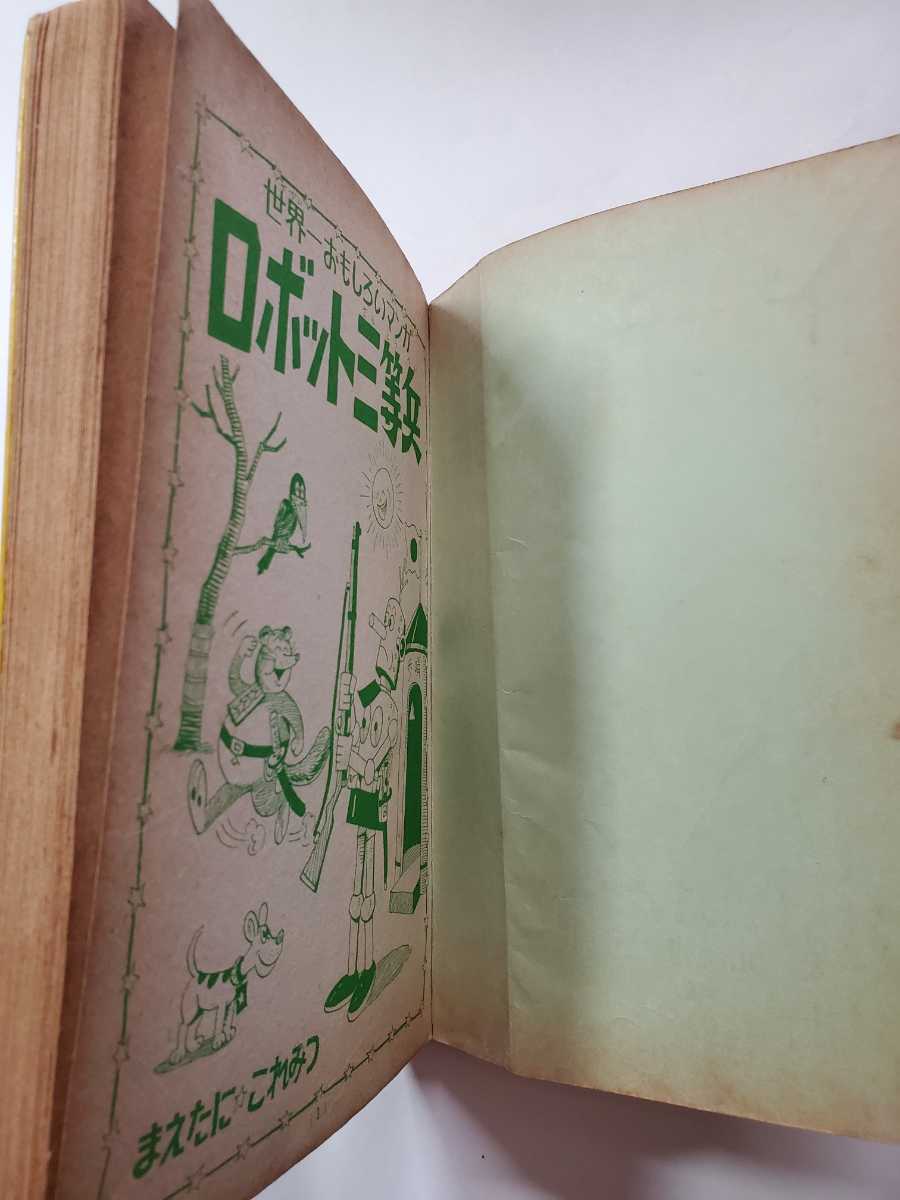 世界一おもしろいマンガ
ロボット三等兵
まえたに☆これみつ